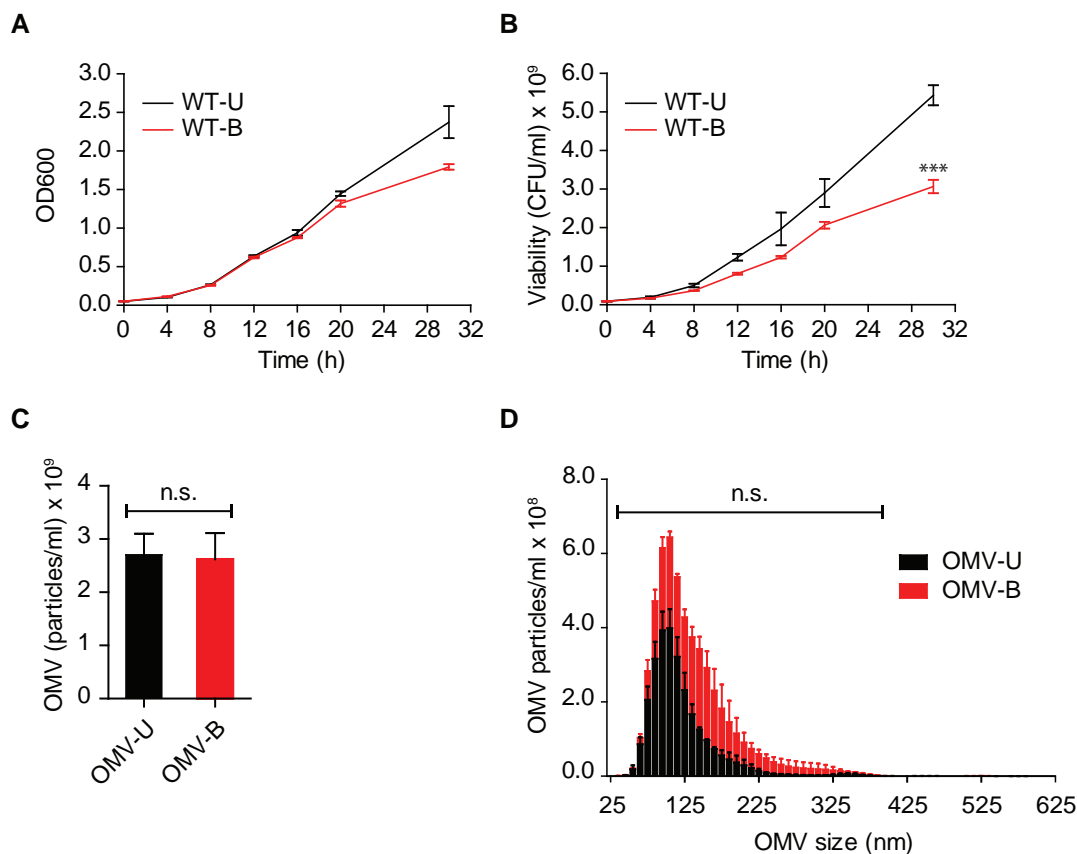 A
OD600
3.0
2.5
2.0
1.5
1.0
0.5
0.0
WT-U
WT-B
0 4 8 12 16 20 24 28 32
Time (h)
B
Viability (CFU/ml) x 10⁹
6.0
5.0
4.0
3.0
2.0
1.0
0.0
WT-U
WT-B
***
0 4 8 12 16 20 24 28 32
Time (h)
C
OMV (particles/ml) x 10⁹
4
3
2
1
0
n.s.
OMV-U
OMV-B
D
OMV particles/ml x 10⁸
8.0
6.0
4.0
2.0
0.0
n.s.
OMV-U
OMV-B
25 125 225 325 425 525 625
OMV size (nm)